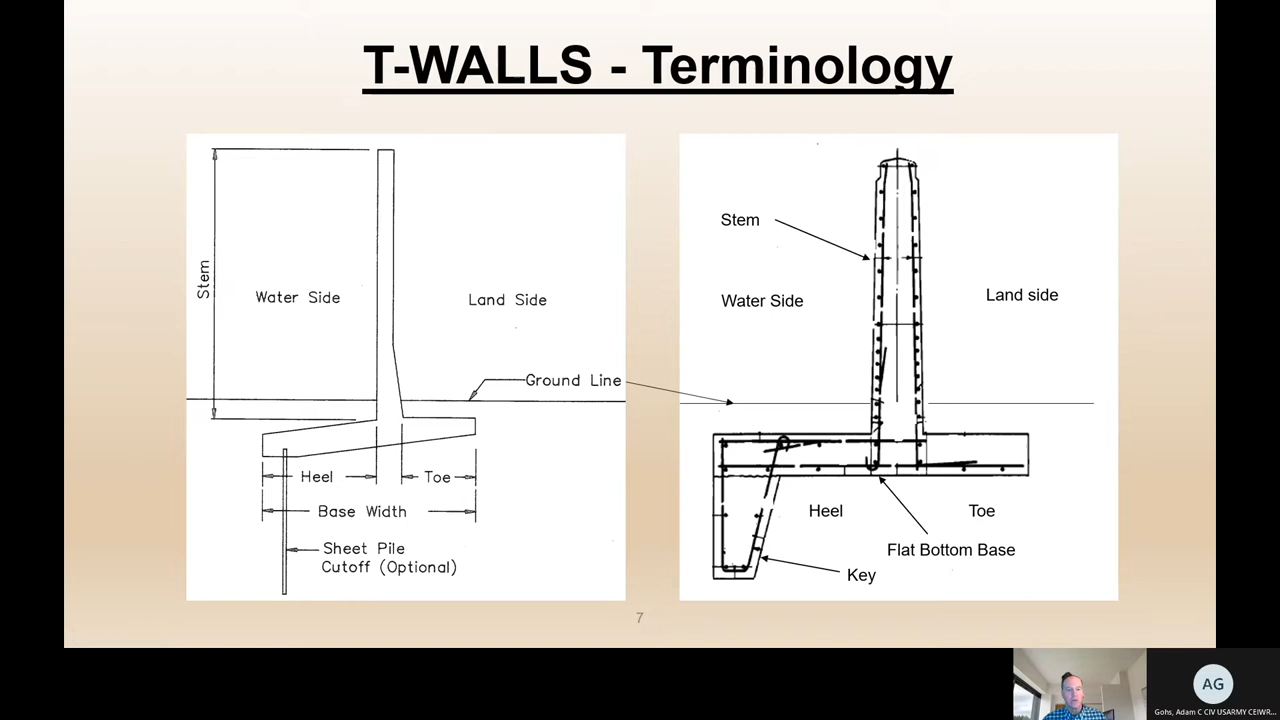 T-WALLS - Terminology
Stem
Water Side
Land Side
Ground Line
Heel
Toe
Base Width
Sheet Pile
Cutoff (Optional)
Stem
Water Side
Land side
Heel
Toe
Flat Bottom Base
Key
7
AG
Gohs, Adam C CIV USARMY CEIWR...